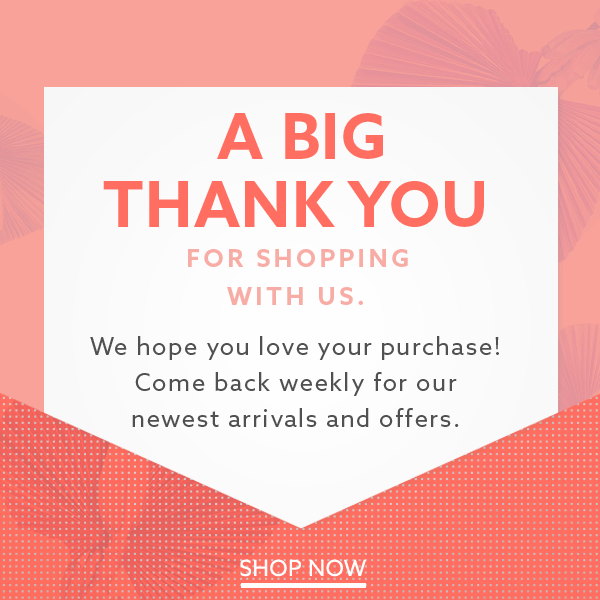 A BIG
THANK YOU
FOR SHOPPING
WITH US.
We hope you love your purchase!
Come back weekly for our
newest arrivals and offers.
SHOP NOW